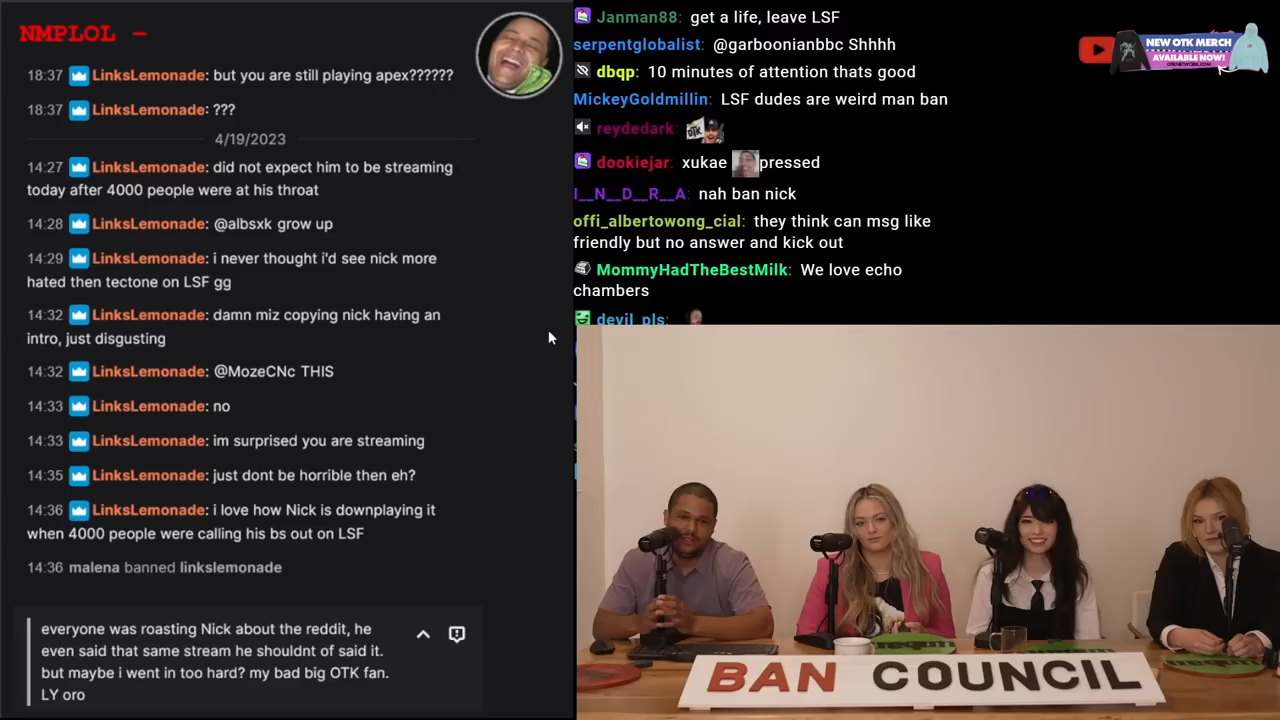 NMPLOL -
18:37 LinksLemonade: but you are still playing apex??????
18:37 LinksLemonade: ???
4/19/2023
14:27 LinksLemonade: did not expect him to be streaming
today after 4000 people were at his throat
14:28 LinksLemonade: @albsxk grow up
14:29 LinksLemonade: i never thought i'd see nick more
hated then tectone on LSF gg
14:32 LinksLemonade: damn miz copying nick having an
intro, just disgusting
14:32 LinksLemonade: @MozeCNc THIS
14:33 LinksLemonade: no
14:33 LinksLemonade: im surprised you are streaming
14:35 LinksLemonade: just dont be horrible then eh?
14:36 LinksLemonade: i love how Nick is downplaying it
when 4000 people were calling his bs out on LSF
14:36 malena banned linkslemonade
everyone was roasting Nick about the reddit, he
even said that same stream he shouldnt of said it.
but maybe i went in too hard? my bad big OTK fan.
LY oro
Janman88: get a life, leave LSF
serpentglobalist: @garboonianbbc Shhhh
dbqp: 10 minutes of attention thats good
MickeyGoldmillin: LSF dudes are weird man ban
reydedark:
dookiejar: xukae pressed
I__N__D__R__A: nah ban nick
offi_albertowong_cial: they think can msg like
friendly but no answer and kick out
MommyHadTheBestMilk: We love echo
chambers
devil_pls:
NEW OTK MERCH
AVAILABLE NOW!
OTKNETWORK.COM
BAN COUNCIL